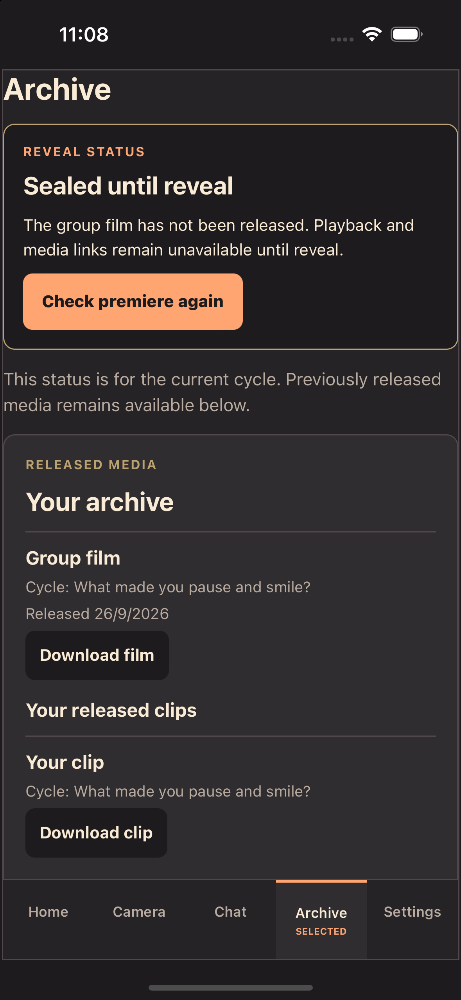 11:08
Archive
REVEAL STATUS
Sealed until reveal
The group film has not been released. Playback and
media links remain unavailable until reveal.
Check premiere again
This status is for the current cycle. Previously released
media remains available below.
RELEASED MEDIA
Your archive
Group film
Cycle: What made you pause and smile?
Released 26/9/2026
Download film
Your released clips
Your clip
Cycle: What made you pause and smile?
Download clip
Home
Camera
Chat
Archive
SELECTED
Settings